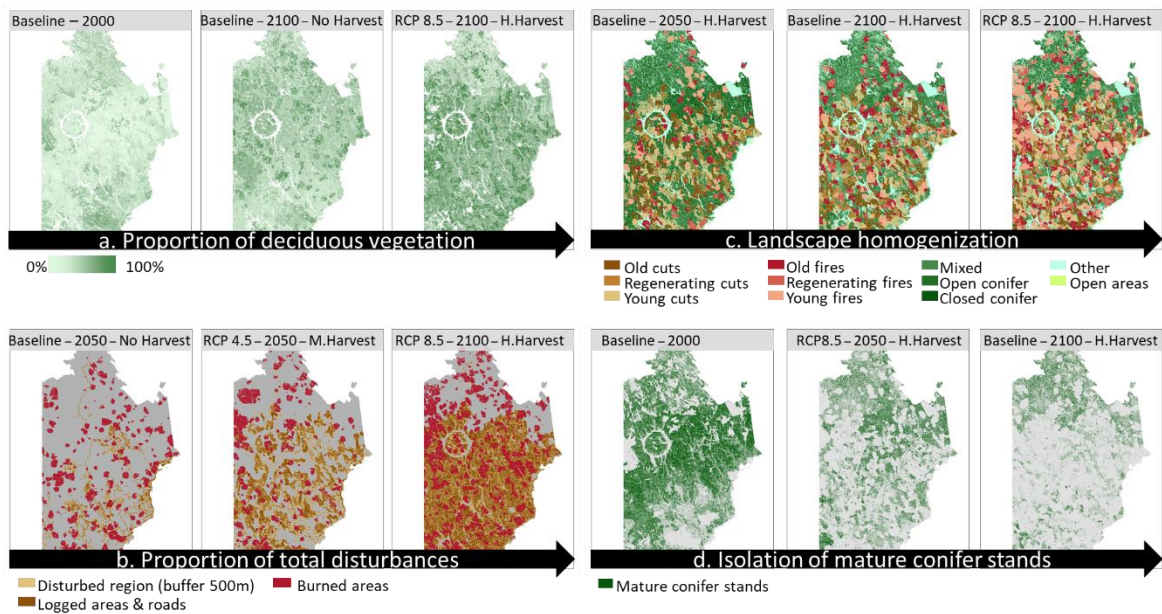 Baseline – 2000
Baseline – 2100 – No Harvest
RCP 8.5 – 2100 – H.Harvest
a. Proportion of deciduous vegetation
0% 100%
Baseline – 2050 – H.Harvest
Baseline – 2100 – H.Harvest
RCP 8.5 – 2100 – H.Harvest
c. Landscape homogenization
Old cuts
Regenerating cuts
Young cuts
Old fires
Regenerating fires
Young fires
Mixed
Open conifer
Closed conifer
Other
Open areas
Baseline – 2050 – No Harvest
RCP 4.5 – 2050 – M.Harvest
RCP 8.5 – 2100 – H.Harvest
b. Proportion of total disturbances
Disturbed region (buffer 500m)
Logged areas & roads
Burned areas
Baseline – 2000
RCP8.5 – 2050 – H.Harvest
Baseline – 2100 – H.Harvest
d. Isolation of mature conifer stands
Mature conifer stands